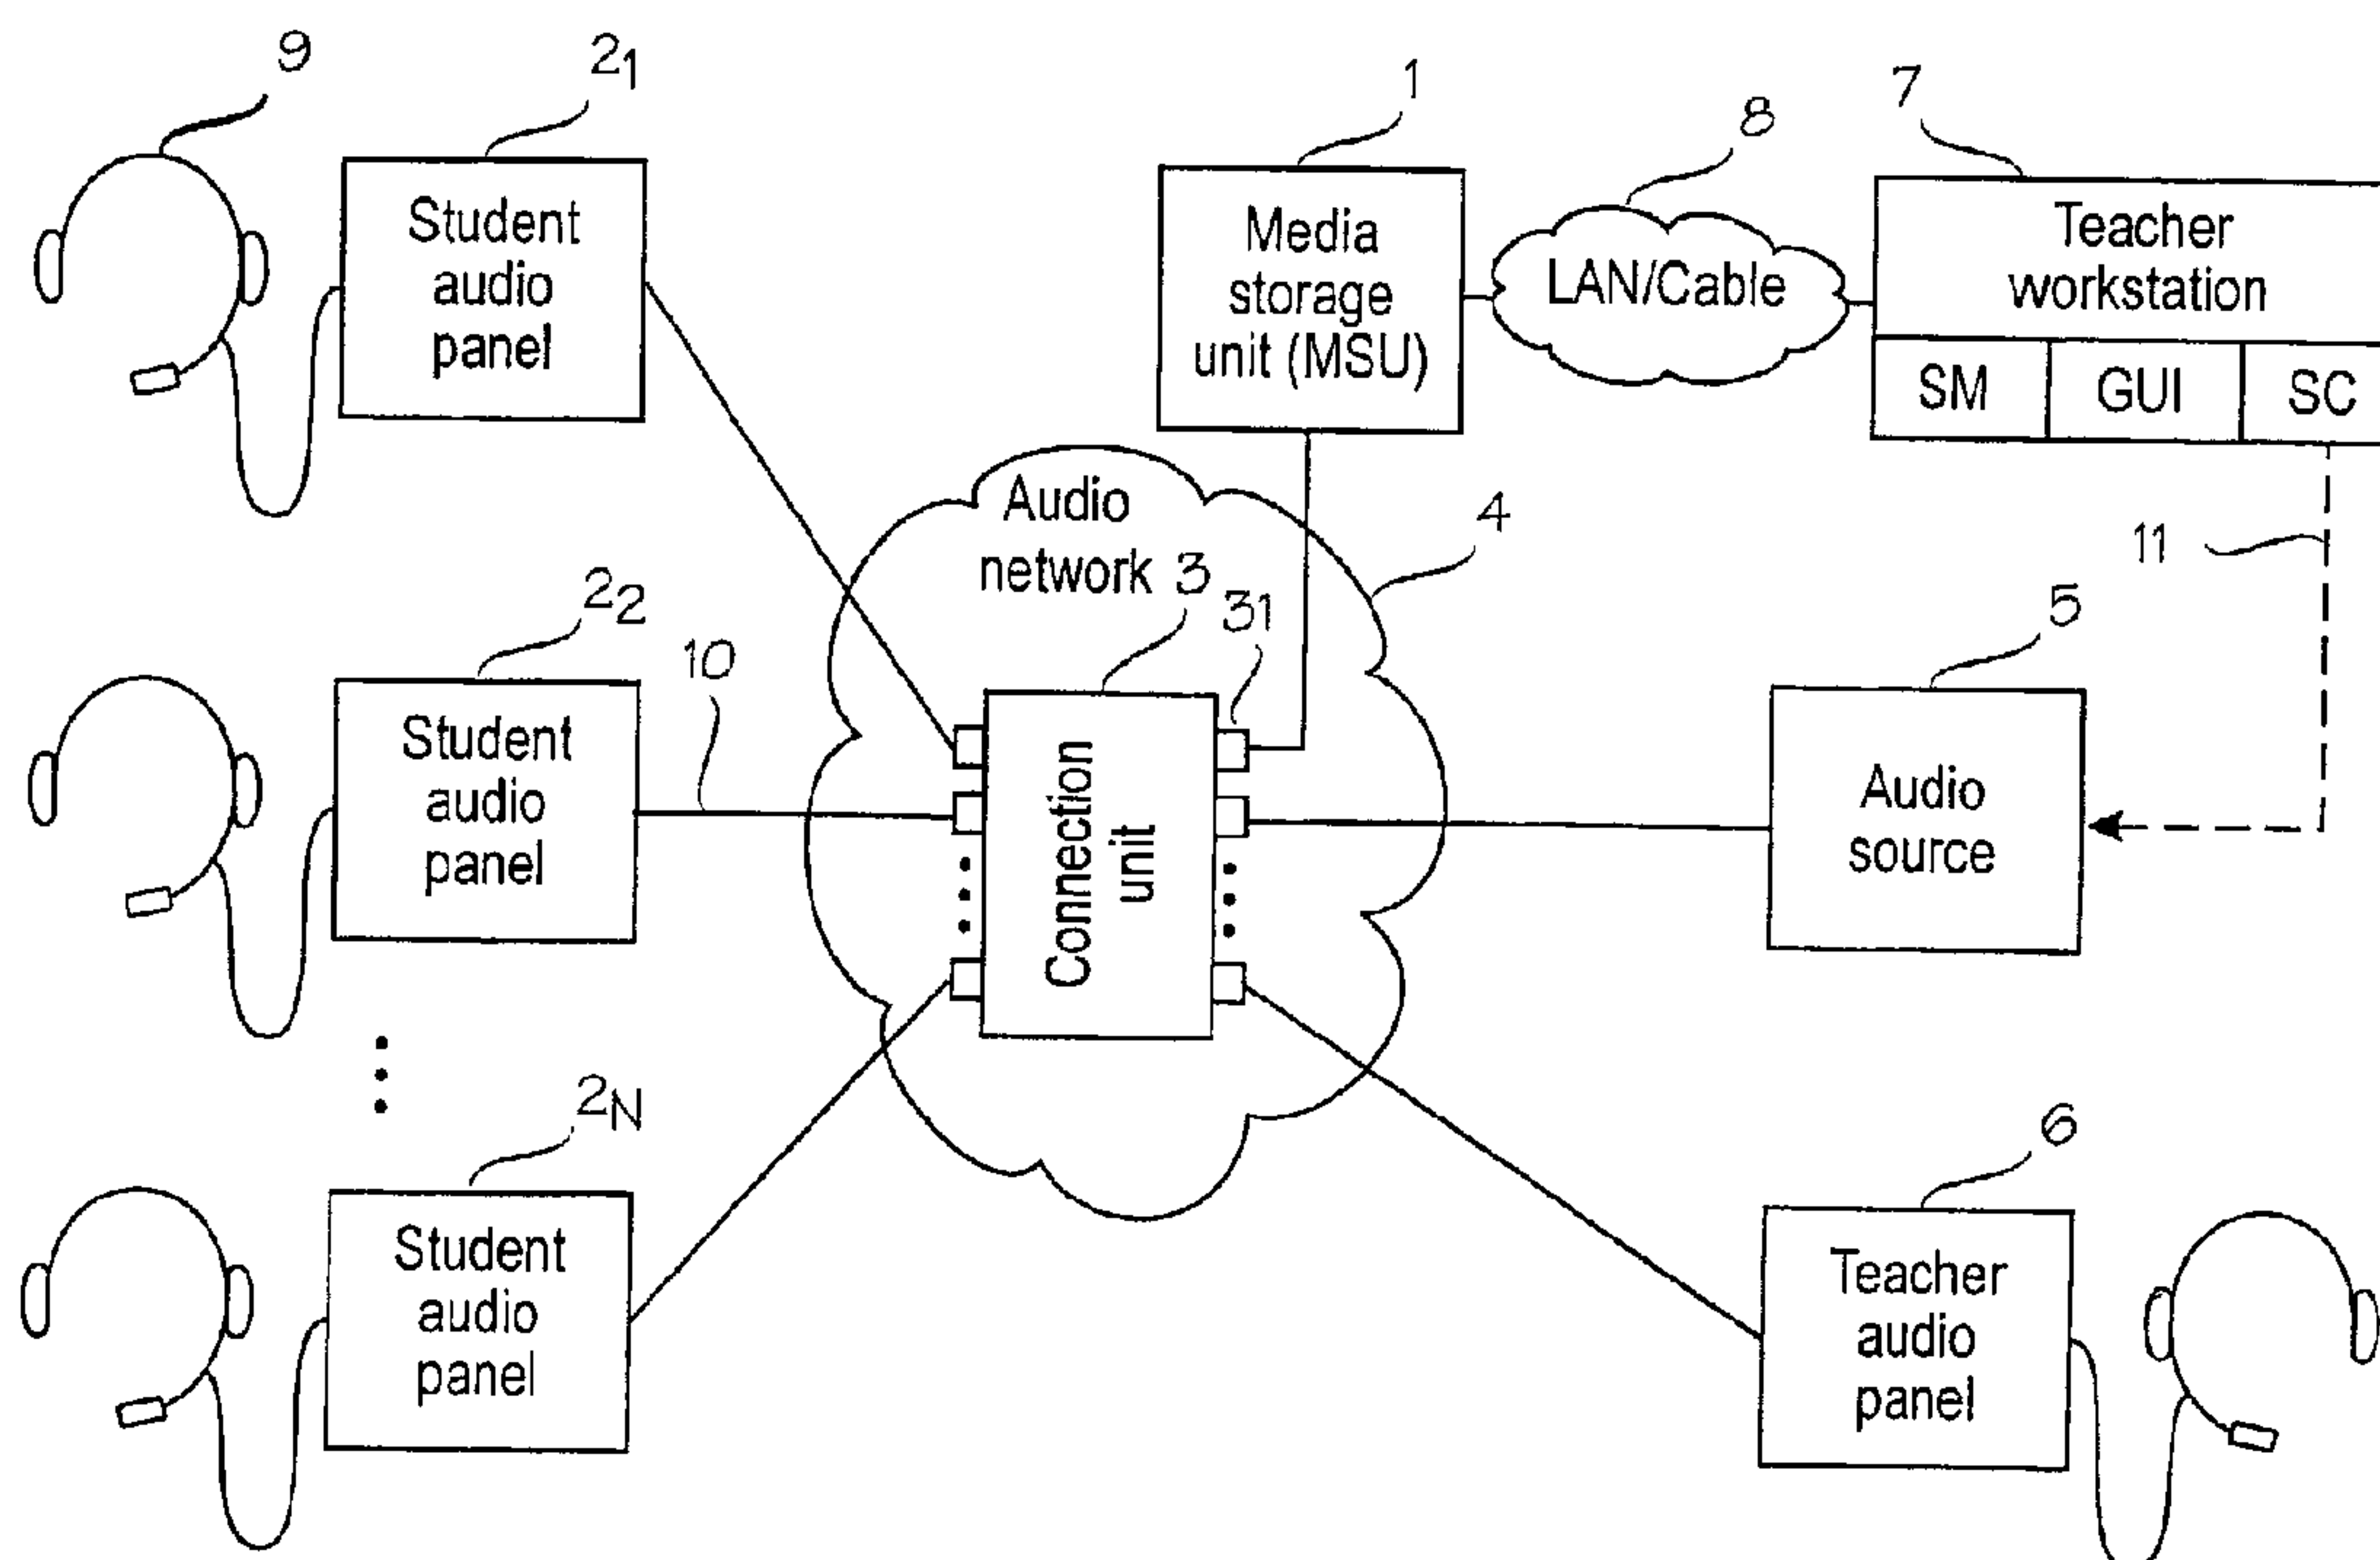 9
2₁
1
8
7
Student
audio
panel
Media
storage
unit (MSU)
LAN/Cable
Teacher
workstation
SM
GUI
SC
Audio
network
3
31
4
11
2₂
10
5
Student
audio
panel
Connection
unit
Audio
source
2N
6
Student
audio
panel
Teacher
audio
panel